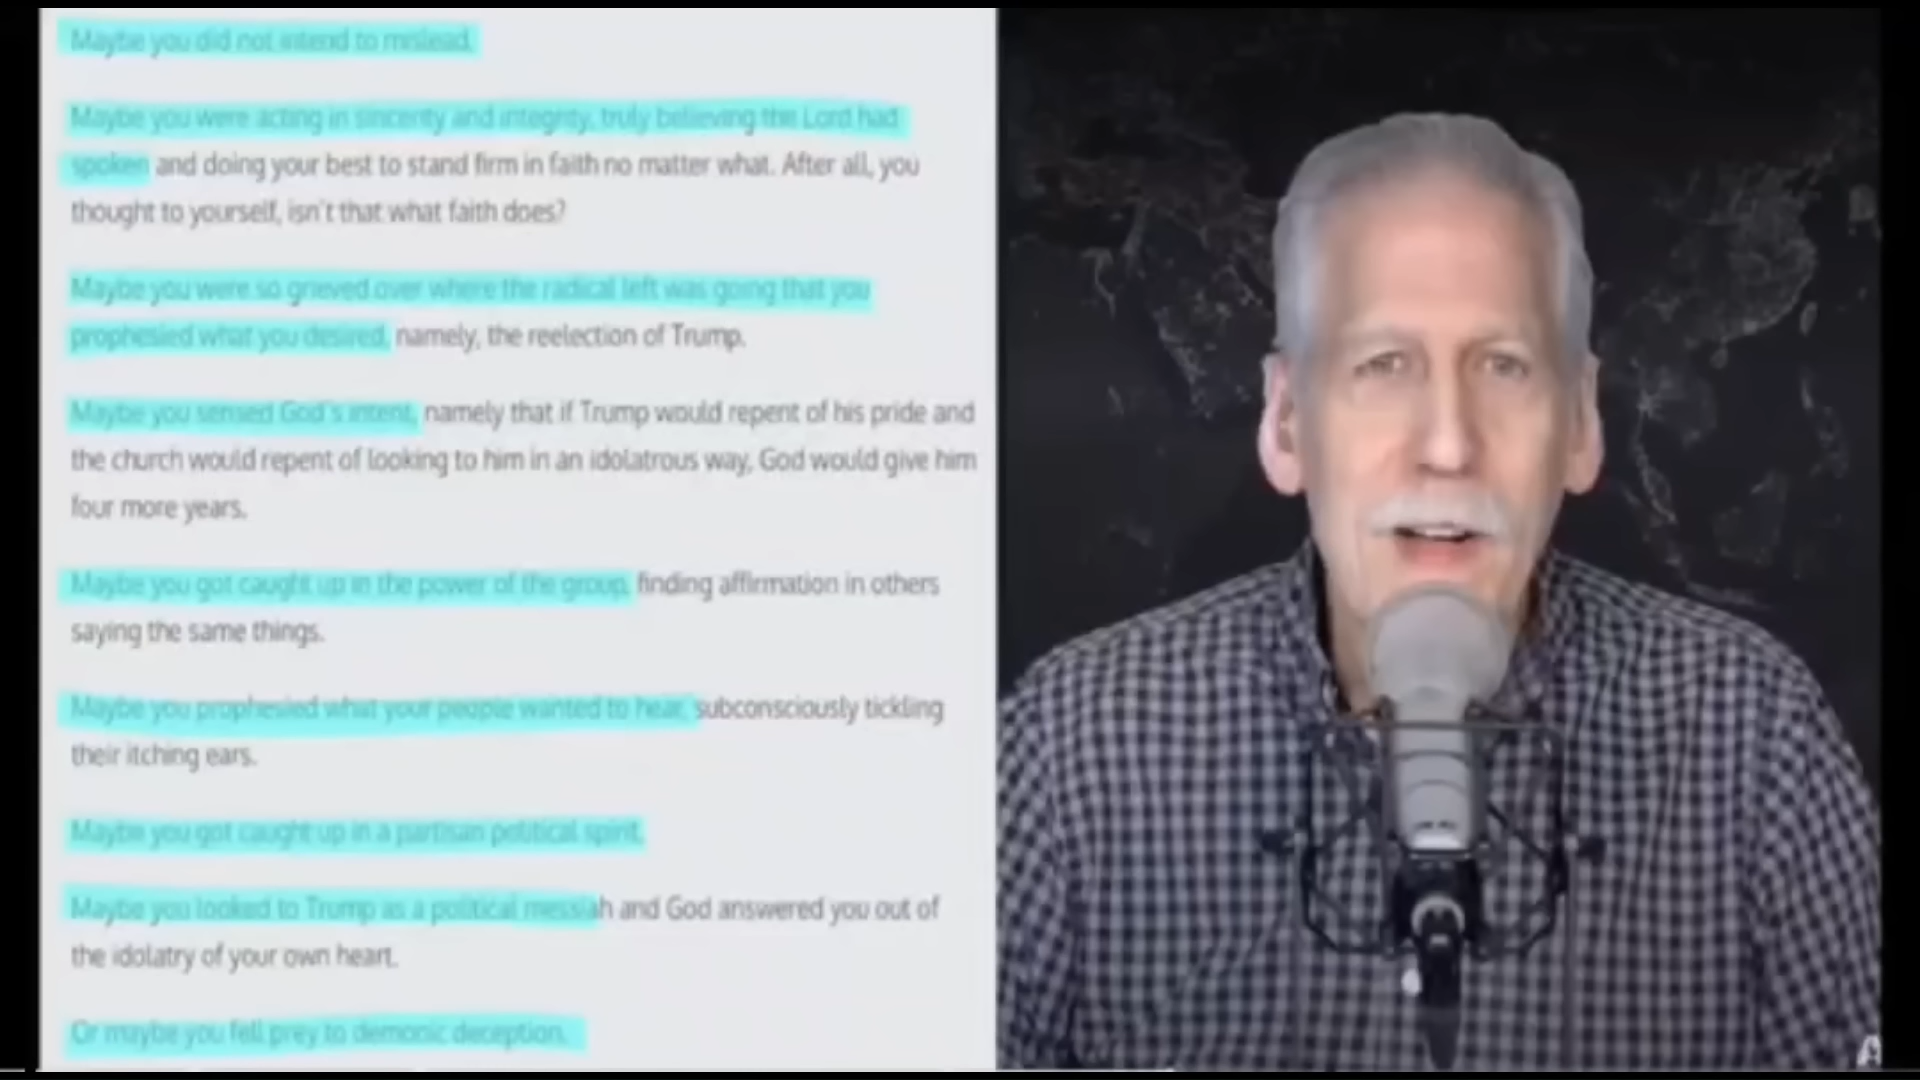 Maybe you did not intend to mislead.
Maybe you were acting in sincerity and integrity, truly believing the Lord had
spoken and doing your best to stand firm in faith no matter what. After all, you
thought to yourself, isn't that what faith does?
Maybe you were so grieved over where the radical left was going that you
prophesied what you desired, namely, the reelection of Trump.
Maybe you sensed God's intent, namely that if Trump would repent of his pride and
the church would repent of looking to him in an idolatrous way, God would give him
four more years.
Maybe you got caught up in the power of the group, finding affirmation in others
saying the same things.
Maybe you prophesied what your people wanted to hear, subconsciously tickling
their itching ears.
Maybe you got caught up in a partisan political spirit.
Maybe you looked to Trump as a political messiah and God answered you out of
the idolatry of your own heart.
Or maybe you fell prey to demonic deception.